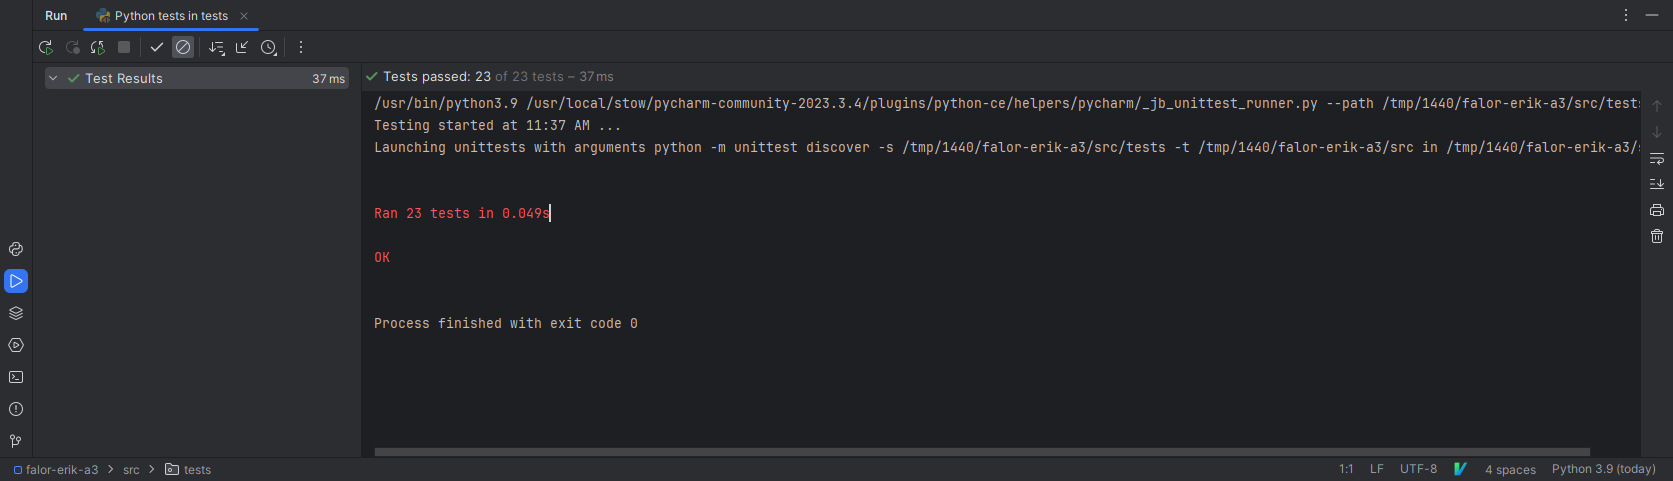 Run Python tests in tests
Test Results 37 ms
Tests passed: 23 of 23 tests – 37 ms
/usr/bin/python3.9 /usr/local/stow/pycharm-community-2023.3.4/plugins/python-ce/helpers/pycharm/_jb_unittest_runner.py --path /tmp/1440/falor-erik-a3/src/tests
Testing started at 11:37 AM ...
Launching unittests with arguments python -m unittest discover -s /tmp/1440/falor-erik-a3/src/tests -t /tmp/1440/falor-erik-a3/src in /tmp/1440/falor-erik-a3/
Ran 23 tests in 0.049s
OK
Process finished with exit code 0
falor-erik-a3 > src > tests 1:1 LF UTF-8 4 spaces Python 3.9 (today)